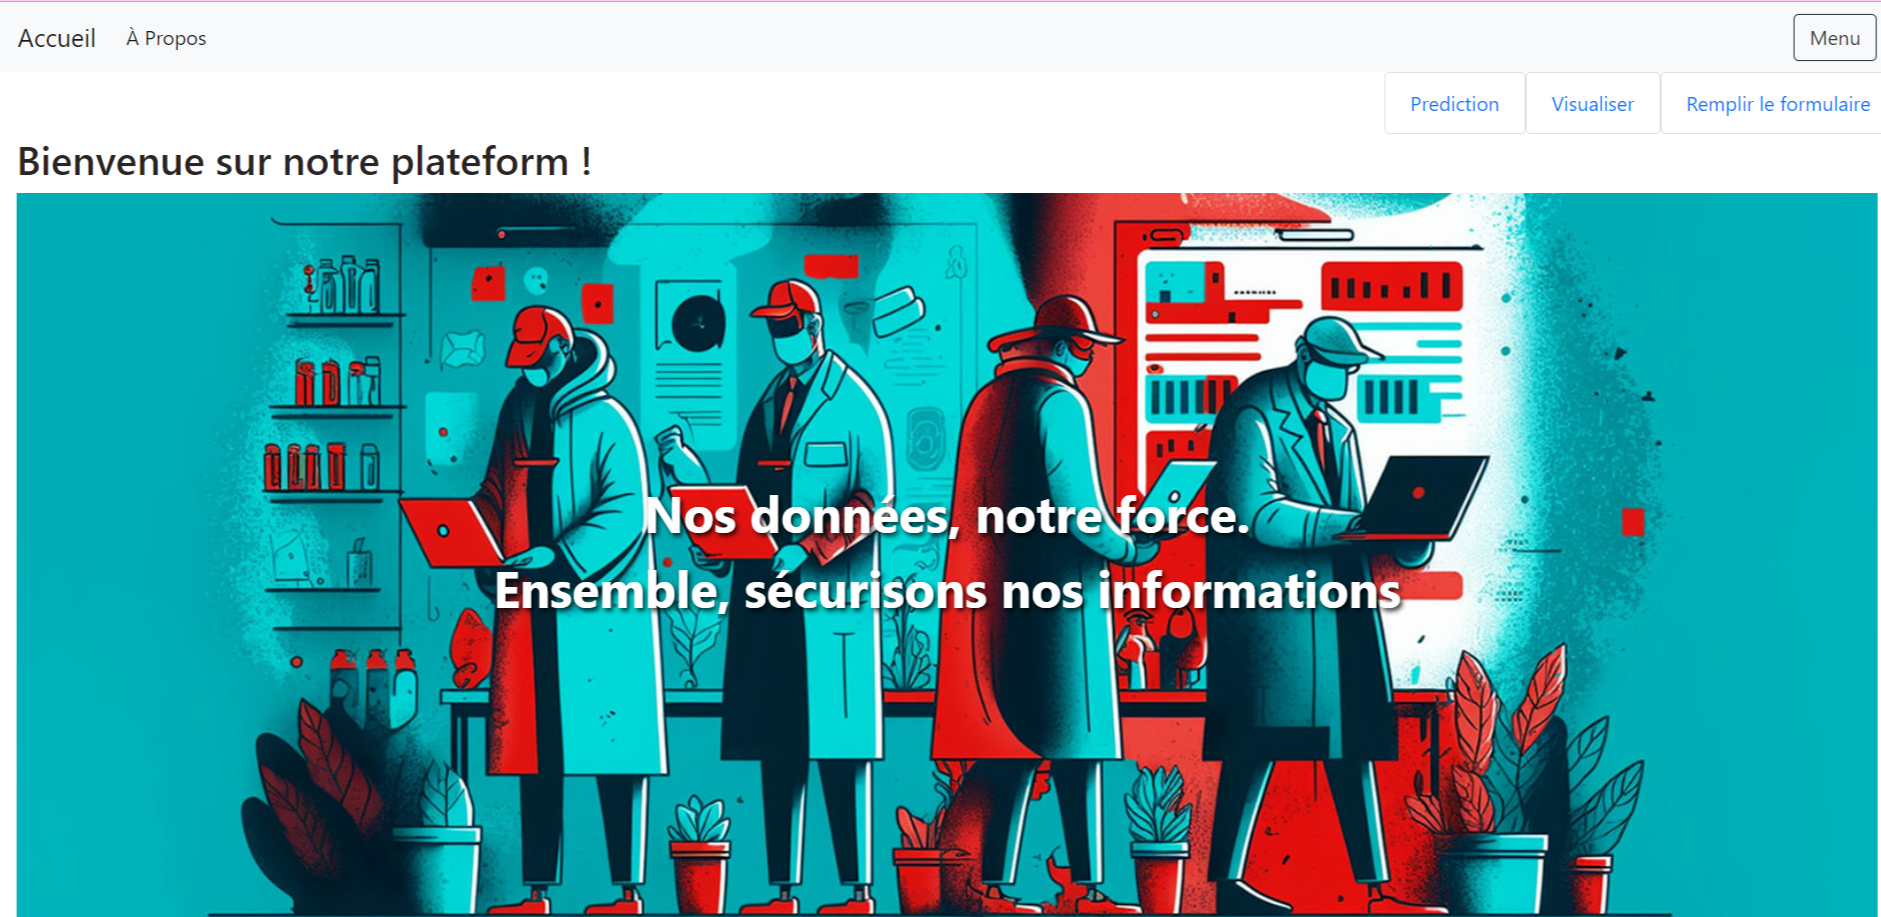 Accueil À Propos Menu
Prediction Visualiser Remplir le formulaire
Bienvenue sur notre plateform !
Nos données, notre force.
Ensemble, sécurisons nos informations